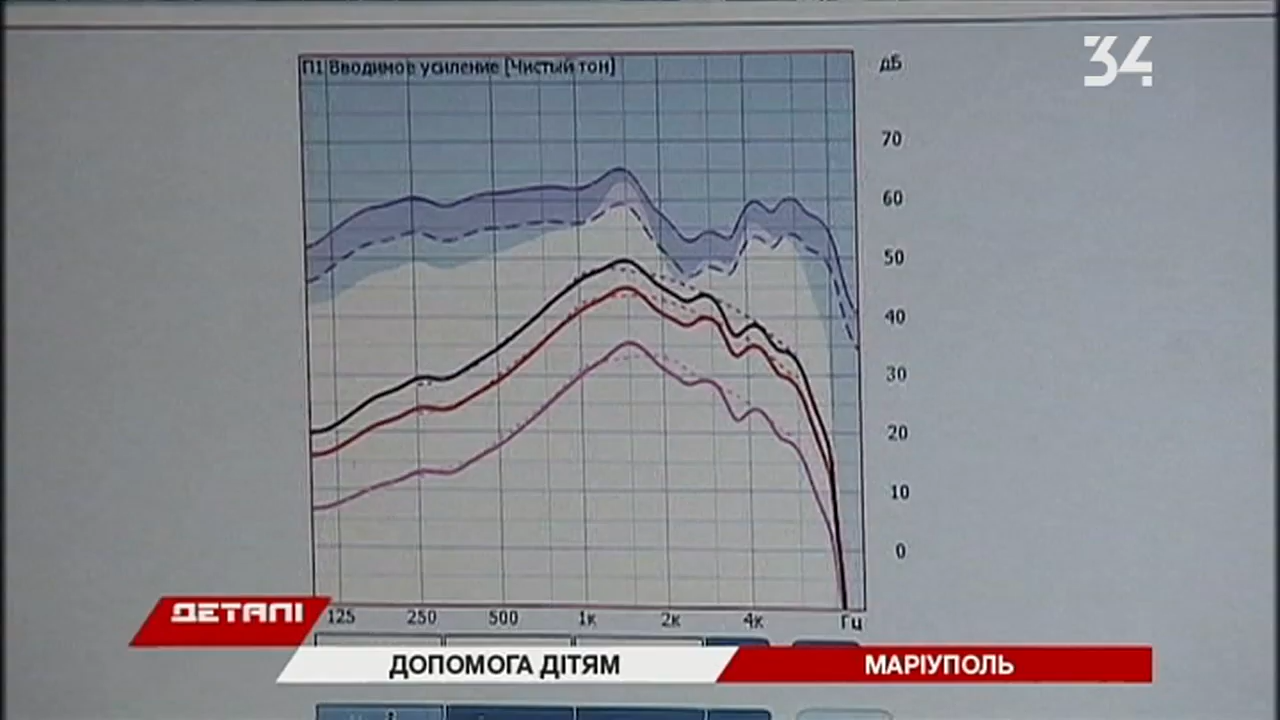 34
П1 Вводимое усиление [Чистый тон]
дБ
70
60
50
40
30
20
10
0
125 250 500 1к 2к 4к Гц
ДЕТАЛІ
ДОПОМОГА ДІТЯМ
МАРІУПОЛЬ